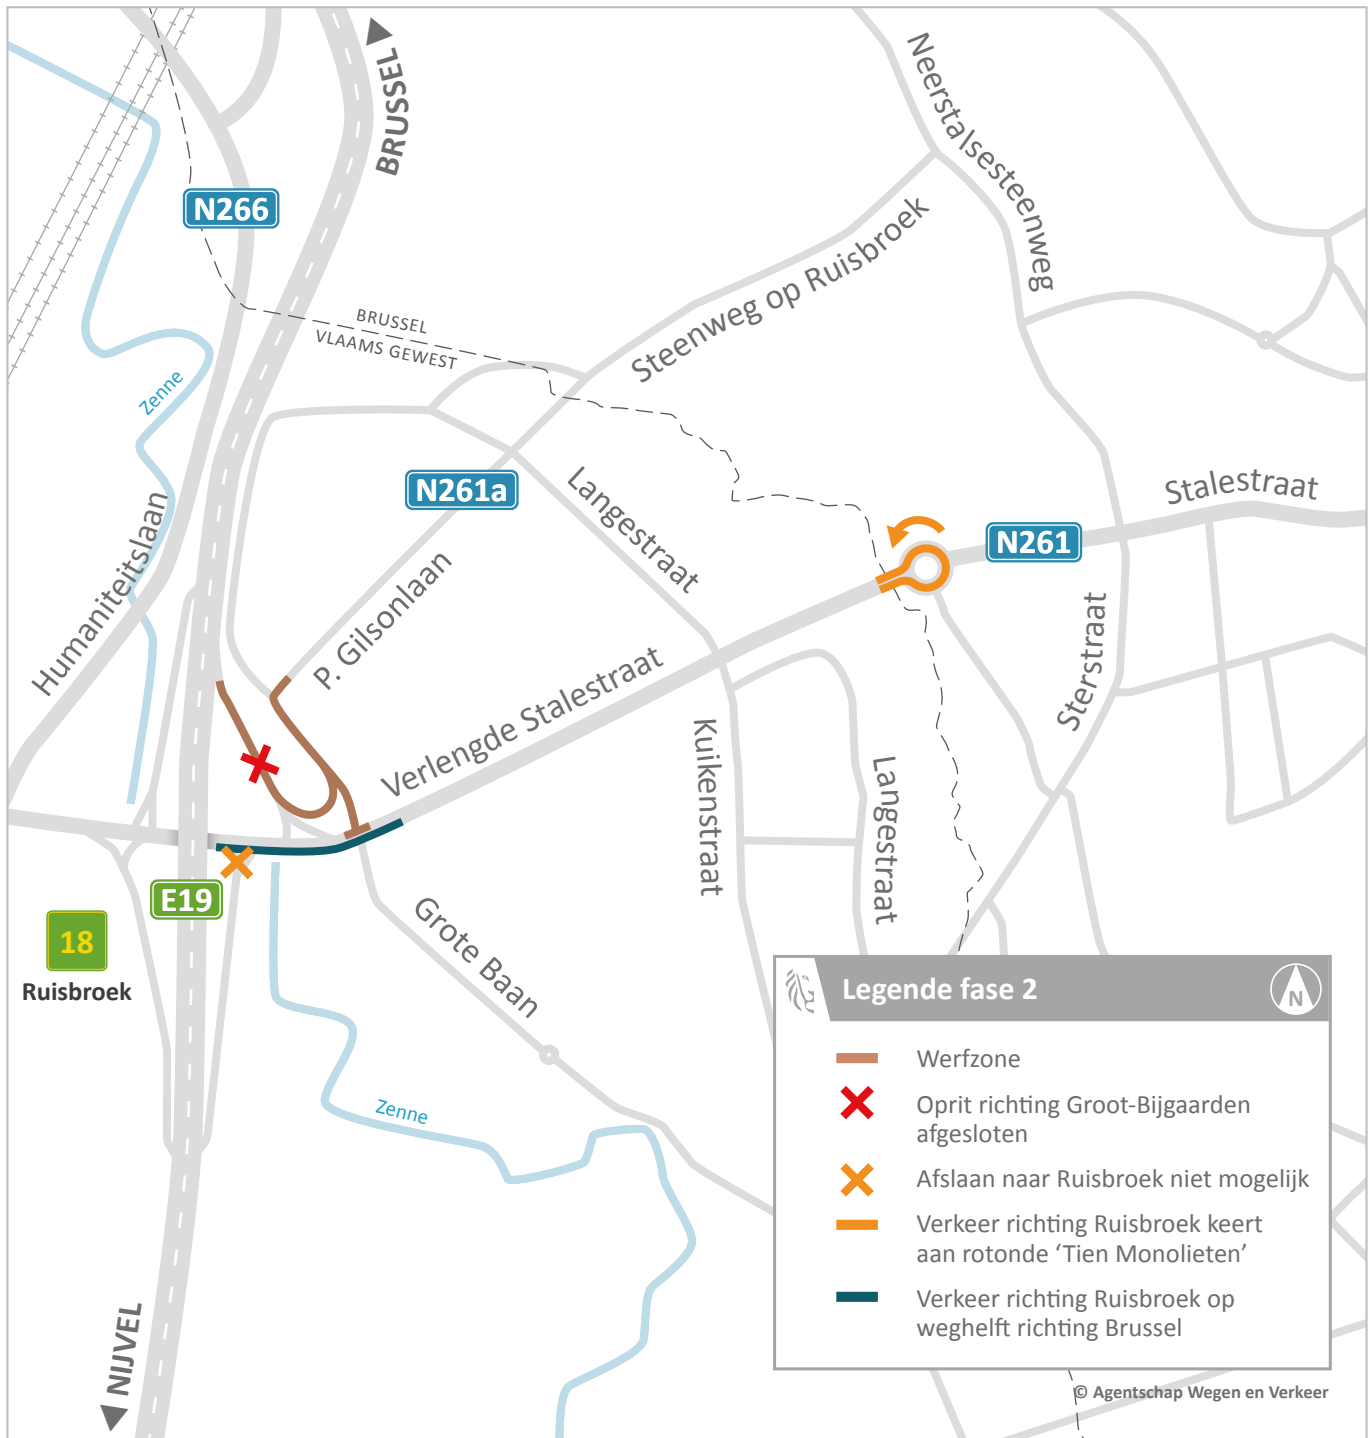 BRUSSEL
Neerstalsesteenweg
N266
Steenweg op Ruisbroek
BRUSSEL
VLAAMS GEWEST
Zenne
N261a
Langestraat
Stalestraat
N261
Humaniteitslaan
P. Gilsonlaan
Sterstraat
Verlengde Stalestraat
Kuikenstraat
Langestraat
E19
18
Ruisbroek
Grote Baan
Zenne
NIJVEL
Legende fase 2
N
Werfzone
Oprit richting Groot-Bijgaarden
afgesloten
Afslaan naar Ruisbroek niet mogelijk
Verkeer richting Ruisbroek keert
aan rotonde ‘Tien Monolieten’
Verkeer richting Ruisbroek op
weghelft richting Brussel
© Agentschap Wegen en Verkeer